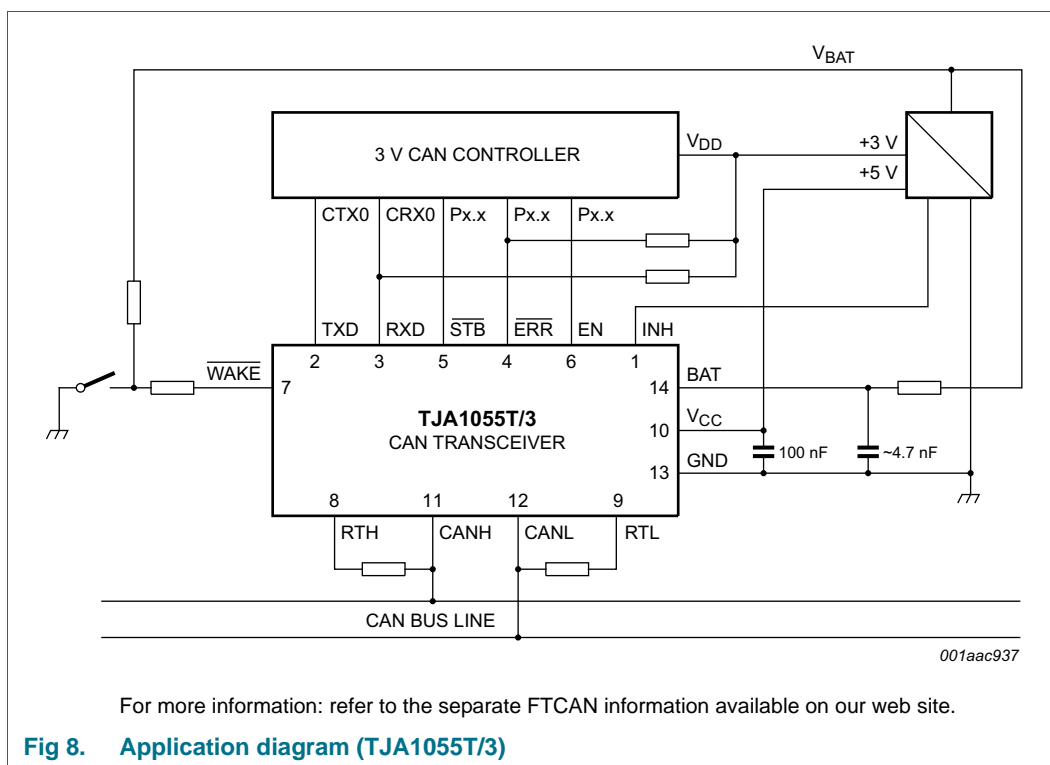 VBAT
3 V CAN CONTROLLER
VDD
+3 V
+5 V
CTX0 CRX0 Px.x Px.x Px.x
TXD RXD STB ERR EN INH
2 3 5 4 6 1
WAKE
7
14 BAT
TJA1055T/3
CAN TRANSCEIVER
10 VCC
100 nF
~4.7 nF
13 GND
8 11 12 9
RTH CANH CANL RTL
CAN BUS LINE
001aac937
For more information: refer to the separate FTCAN information available on our web site.
Fig 8. Application diagram (TJA1055T/3)